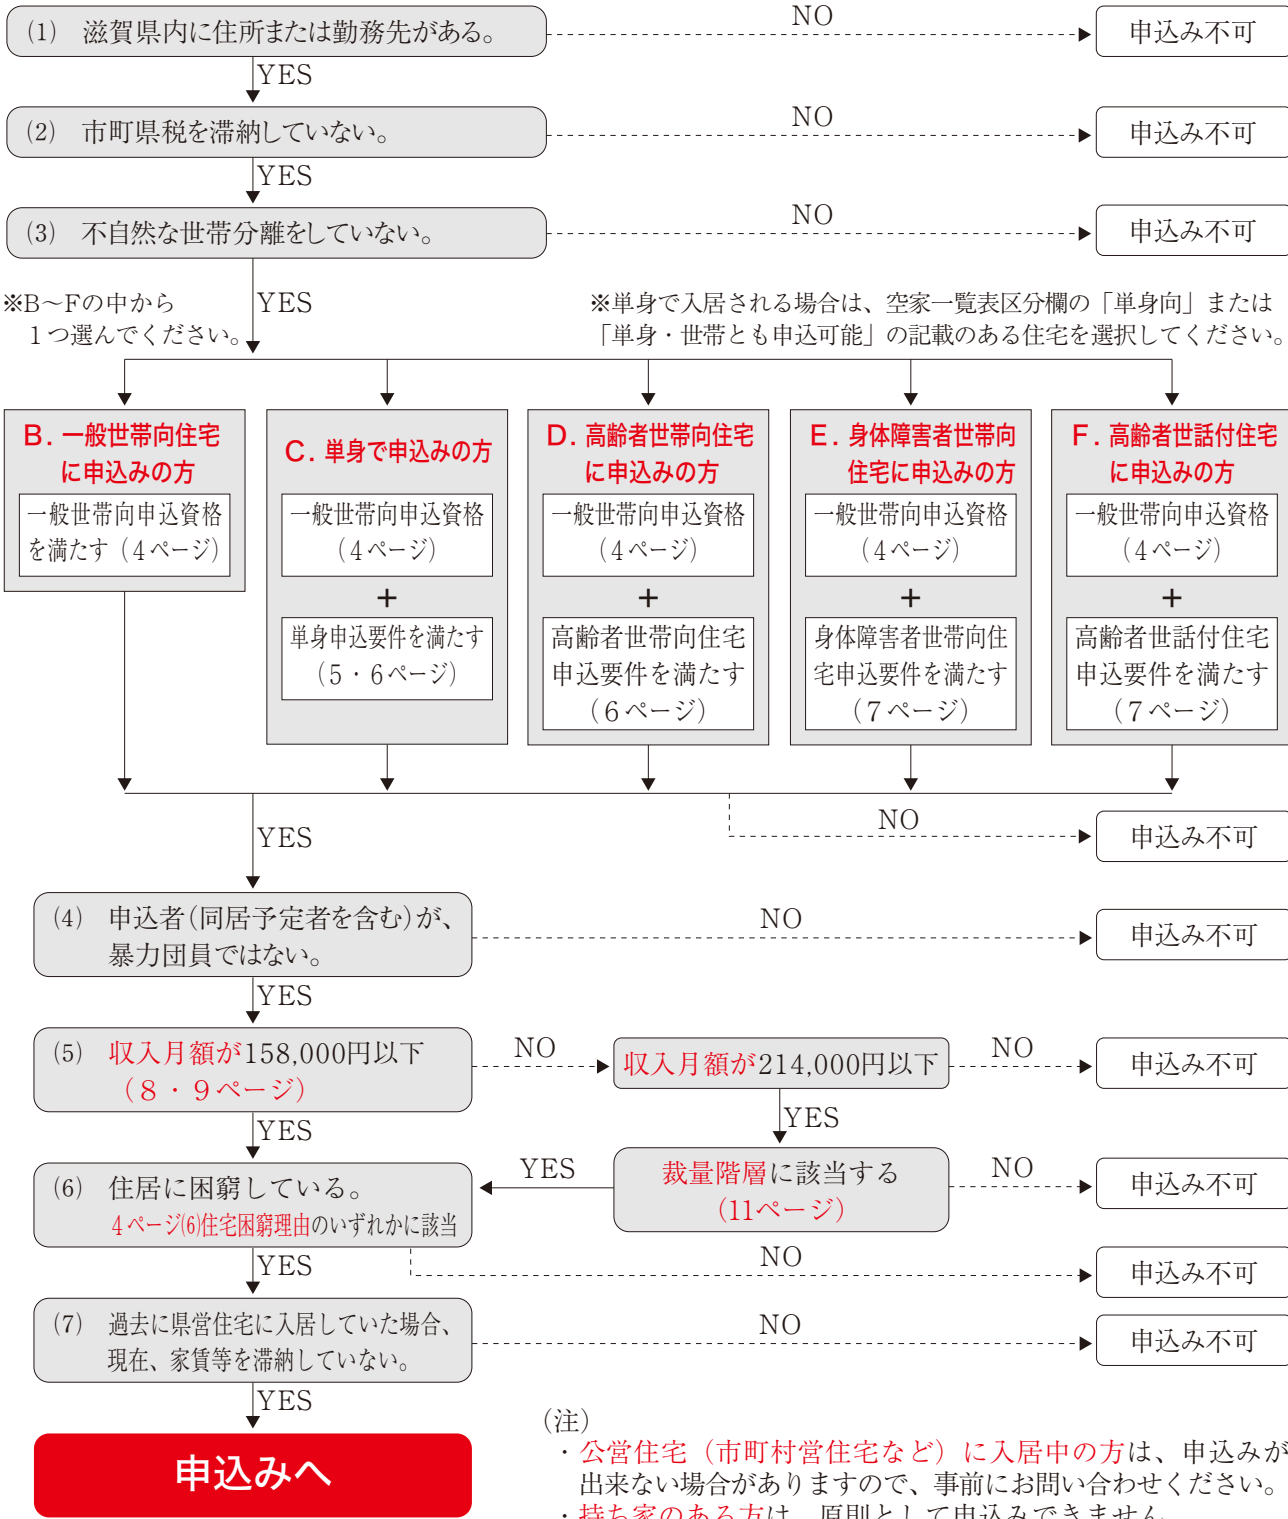 (1) 滋賀県内に住所または勤務先がある。
NO
申込み不可
YES
(2) 市町県税を滞納していない。
NO
申込み不可
YES
(3) 不自然な世帯分離をしていない。
NO
申込み不可
YES
※B～Fの中から
1つ選んでください。
※単身で入居される場合は、空家一覧表区分欄の「単身向」または
「単身・世帯とも申込可能」の記載のある住宅を選択してください。
B. 一般世帯向住宅
に申込みの方
一般世帯向申込資格
を満たす（4ページ）
C. 単身で申込みの方
一般世帯向申込資格
（4ページ）
+
単身申込要件を満たす
（5・6ページ）
D. 高齢者世帯向住宅
に申込みの方
一般世帯向申込資格
（4ページ）
+
高齢者世帯向住宅
申込要件を満たす
（6ページ）
E. 身体障害者世帯向
住宅に申込みの方
一般世帯向申込資格
（4ページ）
+
身体障害者世帯向住
宅申込要件を満たす
（7ページ）
F. 高齢者世話付住宅
に申込みの方
一般世帯向申込資格
（4ページ）
+
高齢者世話付住宅
申込要件を満たす
（7ページ）
YES
NO
申込み不可
(4) 申込者(同居予定者を含む)が、
暴力団員ではない。
NO
申込み不可
YES
(5) 収入月額が158,000円以下
（8・9ページ）
NO
収入月額が214,000円以下
NO
申込み不可
YES
YES
裁量階層に該当する
（11ページ）
YES
NO
申込み不可
(6) 住居に困窮している。
4ページ(6)住宅困窮理由のいずれかに該当
NO
申込み不可
YES
(7) 過去に県営住宅に入居していた場合、
現在、家賃等を滞納していない。
NO
申込み不可
YES
申込みへ
（注）
・公営住宅（市町村営住宅など）に入居中の方は、申込みが
出来ない場合がありますので、事前にお問い合わせください。
・持ち家のある方は、原則として申込みできません